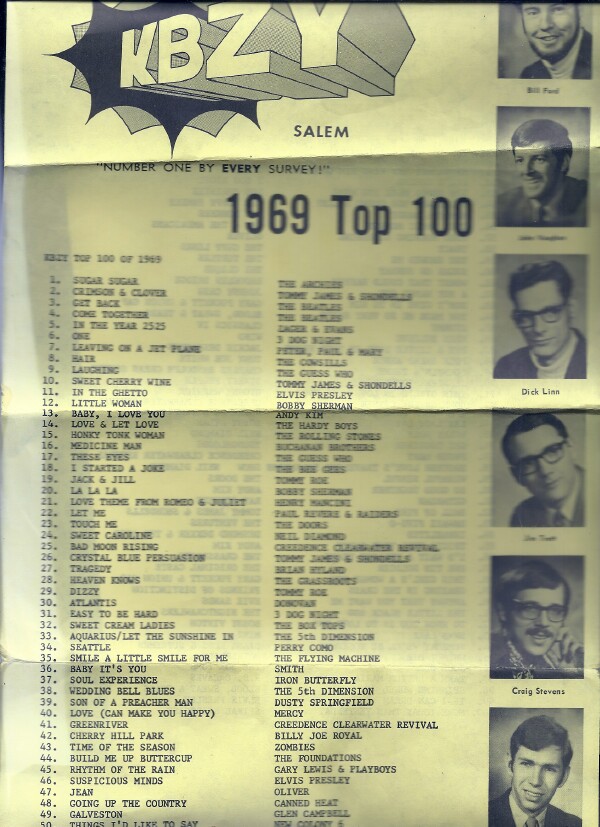 KBZY
SALEM
"NUMBER ONE BY EVERY SURVEY!"
1969 Top 100
KBZY TOP 100 OF 1969
1. SUGAR SUGAR THE ARCHIES
2. CRIMSON & CLOVER TOMMY JAMES & SHONDELLS
3. GET BACK THE BEATLES
4. COME TOGETHER THE BEATLES
5. IN THE YEAR 2525 ZAGER & EVANS
6. ONE 3 DOG NIGHT
7. LEAVING ON A JET PLANE PETER, PAUL & MARY
8. HAIR THE COWSILLS
9. LAUGHING THE GUESS WHO
10. SWEET CHERRY WINE TOMMY JAMES & SHONDELLS
11. IN THE GHETTO ELVIS PRESLEY
12. LITTLE WOMAN BOBBY SHERMAN
13. BABY, I LOVE YOU ANDY KIM
14. LOVE & LET LOVE THE HARDY BOYS
15. HONKY TONK WOMAN THE ROLLING STONES
16. MEDICINE MAN BUCHANAN BROTHERS
17. THESE EYES THE GUESS WHO
18. I STARTED A JOKE THE BEE GEES
19. JACK & JILL TOMMY ROE
20. LA LA LA BOBBY SHERMAN
21. LOVE THEME FROM ROMEO & JULIET HENRY MANCINI
22. LET ME PAUL REVERE & RAIDERS
23. TOUCH ME THE DOORS
24. SWEET CAROLINE NEIL DIAMOND
25. BAD MOON RISING CREEDENCE CLEARWATER REVIVAL
26. CRYSTAL BLUE PERSUASION TOMMY JAMES & SHONDELLS
27. TRAGEDY BRIAN HYLAND
28. HEAVEN KNOWS THE GRASSROOTS
29. DIZZY TOMMY ROE
30. ATLANTIS DONOVAN
31. EASY TO BE HARD 3 DOG NIGHT
32. SWEET CREAM LADIES THE BOX TOPS
33. AQUARIUS/LET THE SUNSHINE IN THE 5th DIMENSION
34. SEATTLE PERRY COMO
35. SMILE A LITTLE SMILE FOR ME THE FLYING MACHINE
36. BABY IT'S YOU SMITH
37. SOUL EXPERIENCE IRON BUTTERFLY
38. WEDDING BELL BLUES THE 5th DIMENSION
39. SON OF A PREACHER MAN DUSTY SPRINGFIELD
40. LOVE (CAN MAKE YOU HAPPY) MERCY
41. GREENRIVER CREEDENCE CLEARWATER REVIVAL
42. CHERRY HILL PARK BILLY JOE ROYAL
43. TIME OF THE SEASON ZOMBIES
44. BUILD ME UP BUTTERCUP THE FOUNDATIONS
45. RHYTHM OF THE RAIN GARY LEWIS & PLAYBOYS
46. SUSPICIOUS MINDS ELVIS PRESLEY
47. JEAN OLIVER
48. GOING UP THE COUNTRY CANNED HEAT
49. GALVESTON GLEN CAMPBELL
50. THINGS I'D LIKE TO SAY NEW COLONY 6
Bill Ford
Dick Linn
Craig Stevens